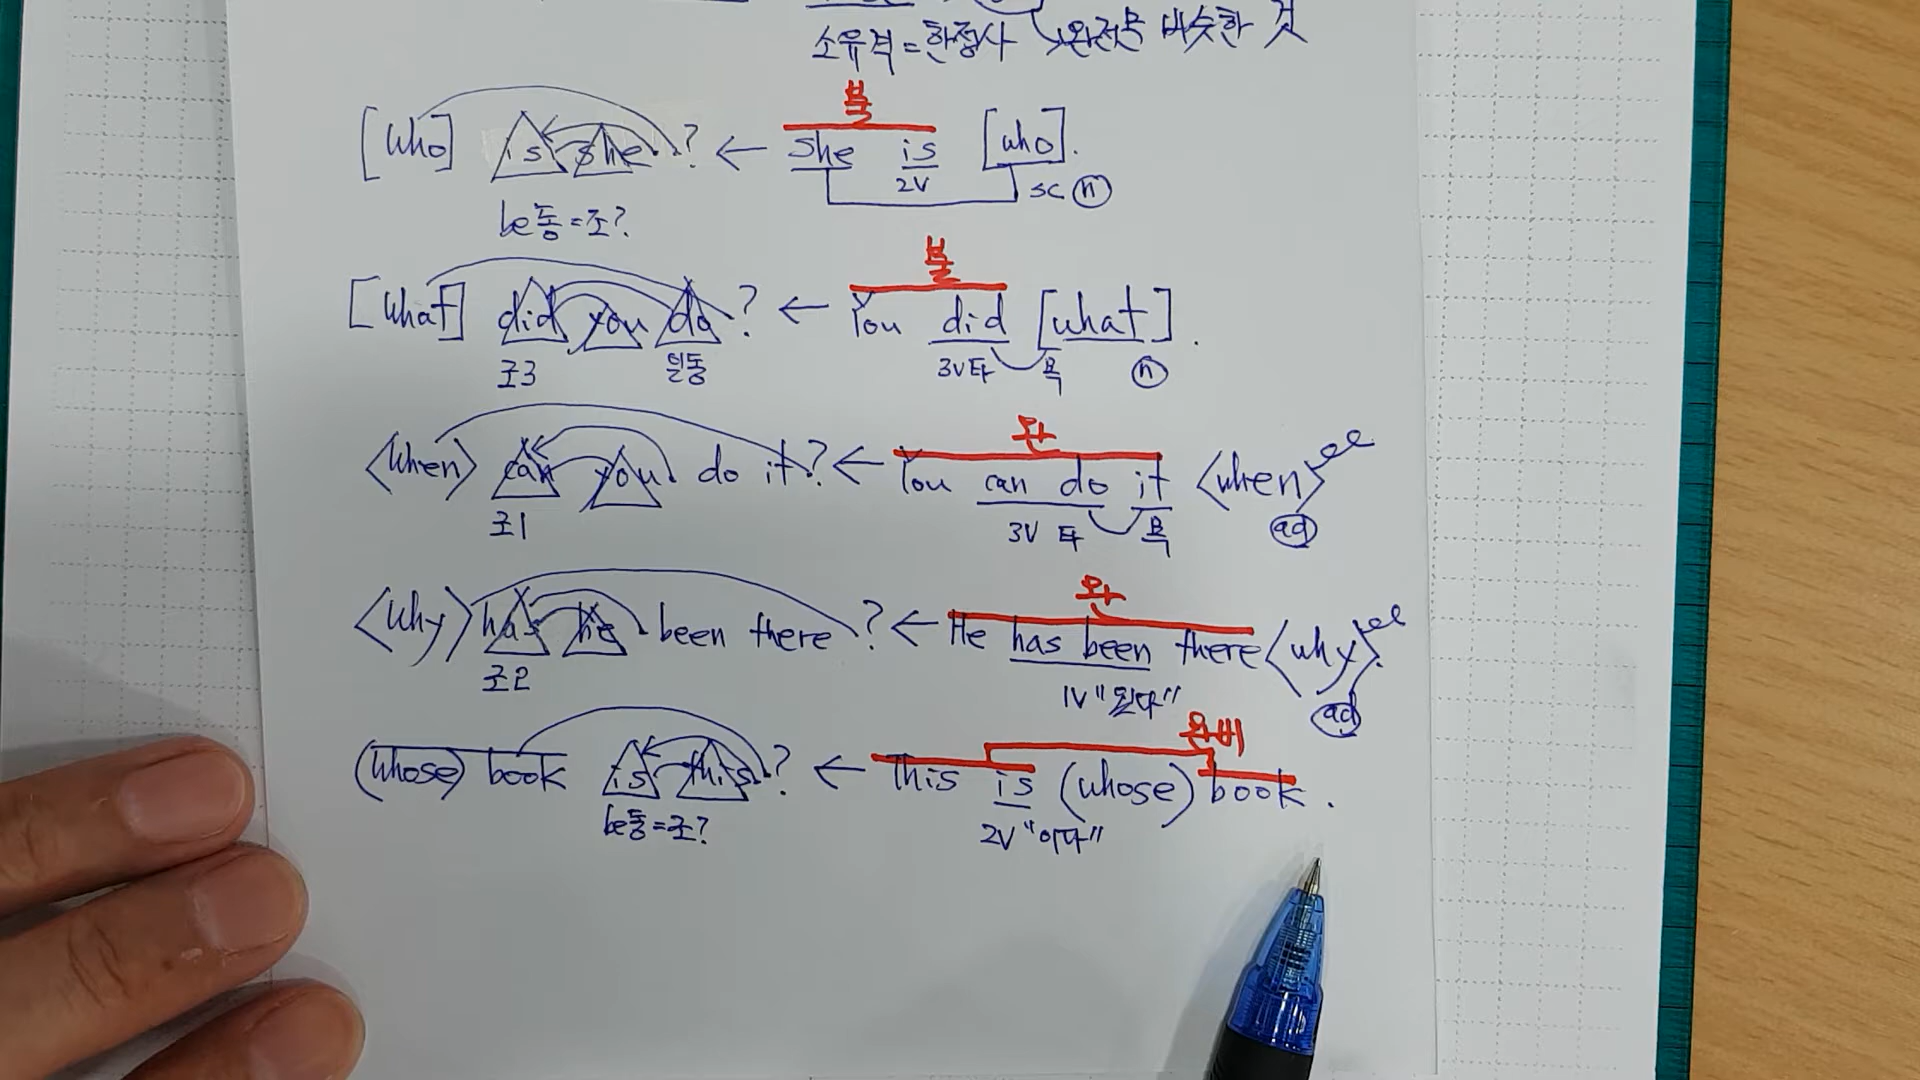 소유격=한정사 완전은 비슷한 것
불
[who] is she? ← she is [who].
2V sc n
be동=조?
불
[what] did you do? ← You did [what].
조3 일동 3V타 목 n
완
<when> can you do it? ← You can do it <when>
조1 3V 타 목 ad
완
<why> has he been there? ← He has been there <why>.
조2 1V "있다" ad
완비
(whose) book is this? ← this is (whose) book.
be동=조? 2V "이다"